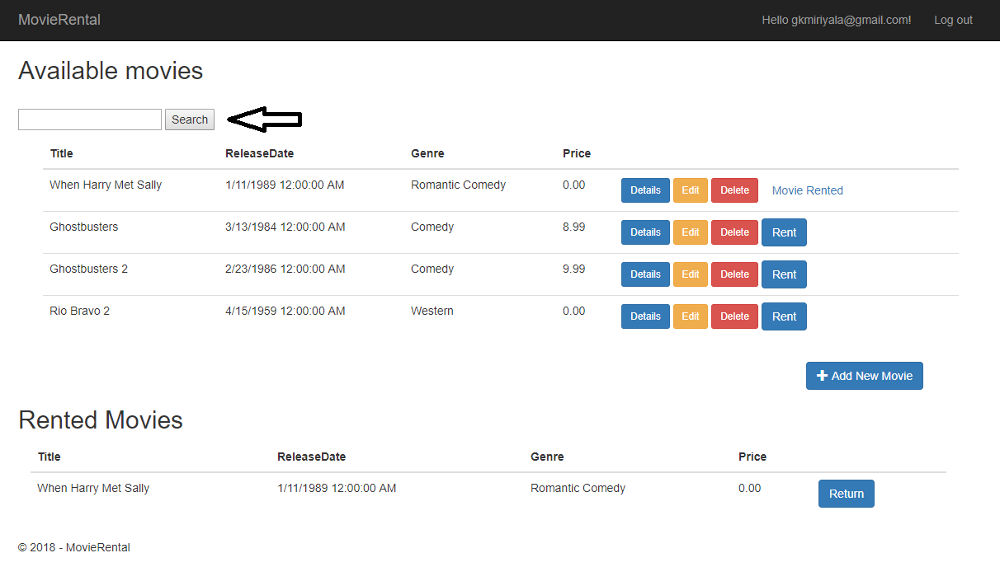 MovieRental Hello gkmiriyala@gmail.com! Log out
Available movies
Search
Title ReleaseDate Genre Price
When Harry Met Sally 1/11/1989 12:00:00 AM Romantic Comedy 0.00 Details Edit Delete Movie Rented
Ghostbusters 3/13/1984 12:00:00 AM Comedy 8.99 Details Edit Delete Rent
Ghostbusters 2 2/23/1986 12:00:00 AM Comedy 9.99 Details Edit Delete Rent
Rio Bravo 2 4/15/1959 12:00:00 AM Western 0.00 Details Edit Delete Rent
Add New Movie
Rented Movies
Title ReleaseDate Genre Price
When Harry Met Sally 1/11/1989 12:00:00 AM Romantic Comedy 0.00 Return
© 2018 - MovieRental